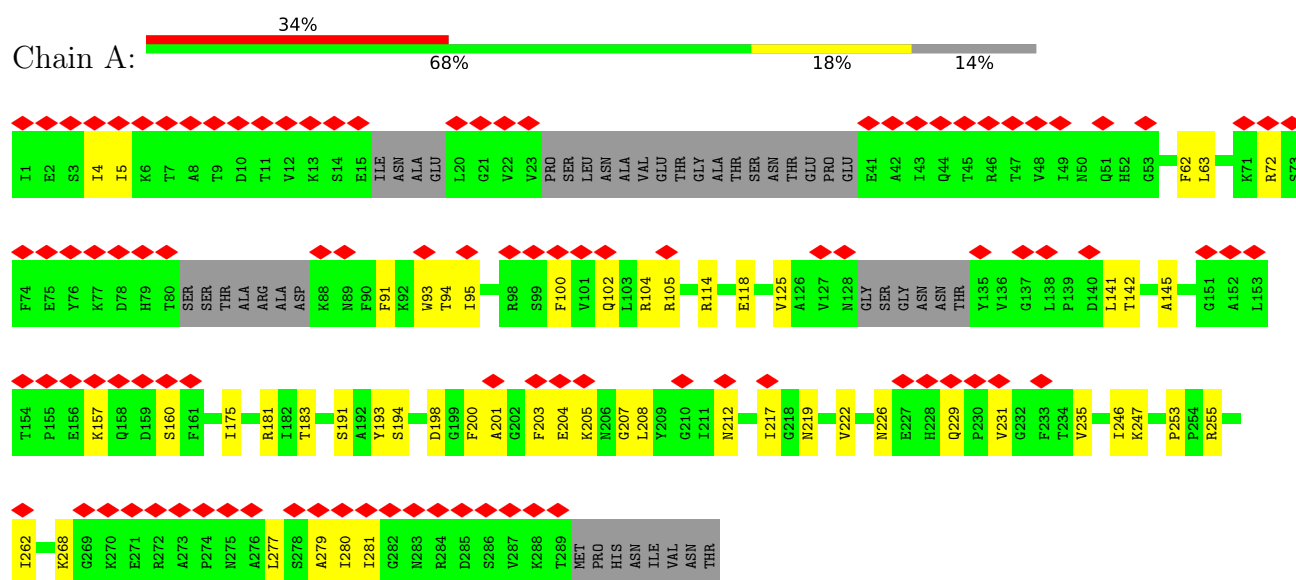 34%
Chain A:
68% 18% 14%
I1 E2 S3 I4 I5 K6 T7 A8 T9 D10 T11 V12 K13 S14 E15 ILE ASN ALA GLU L20 G21 V22 V23 PRO SER LEU ASN ALA VAL GLU THR GLY ALA THR SER ASN THR GLU PRO GLU E41 A42 I43 Q44 T45 R46 T47 V48 I49 N50 Q51 H52 G53 F62 L63 K71 R72 S73
F74 E75 Y76 K77 D78 H79 T80 SER SER THR ALA ARG ALA ASP K88 N89 F90 F91 K92 W93 T94 I95 R98 S99 F100 V101 Q102 L103 R104 R105 R114 E118 V125 A126 V127 N128 GLY SER GLY ASN ASN THR Y135 V136 G137 L138 P139 D140 L141 T142 A145 G151 A152 L153
T154 P155 E156 K157 Q158 D159 S160 F161 I175 R181 I182 T183 S191 A192 Y193 S194 D198 G199 F200 A201 G202 F203 E204 K205 N206 G207 L208 Y209 G210 I211 N212 I217 G218 N219 V222 N226 E227 H228 Q229 P230 V231 G232 F233 T234 V235 I246 K247 P253 P254 R255
I262 K268 G269 K270 E271 R272 A273 P274 N275 A276 L277 S278 A279 I280 I281 G282 N283 R284 D285 S286 V287 K288 T289 MET PRO HIS ASN ILE VAL ASN THR